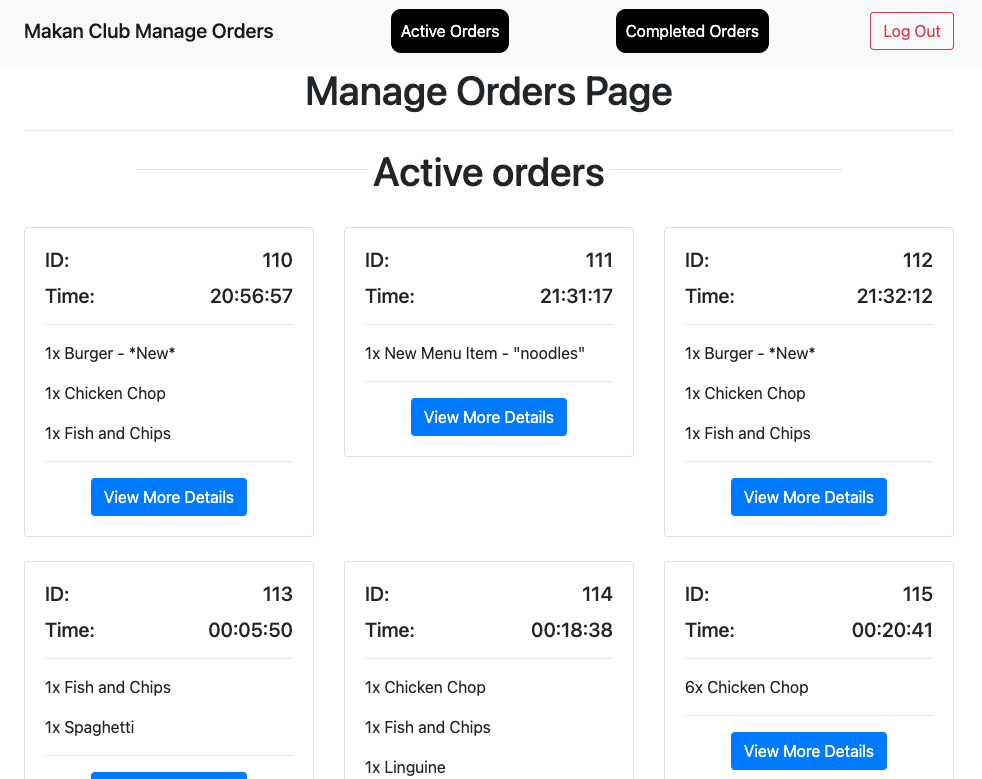 Makan Club Manage Orders
Active Orders
Completed Orders
Log Out
Manage Orders Page
Active orders
ID: 110
Time: 20:56:57
1x Burger - *New*
1x Chicken Chop
1x Fish and Chips
View More Details
ID: 111
Time: 21:31:17
1x New Menu Item - "noodles"
View More Details
ID: 112
Time: 21:32:12
1x Burger - *New*
1x Chicken Chop
1x Fish and Chips
View More Details
ID: 113
Time: 00:05:50
1x Fish and Chips
1x Spaghetti
ID: 114
Time: 00:18:38
1x Chicken Chop
1x Fish and Chips
1x Linguine
ID: 115
Time: 00:20:41
6x Chicken Chop
View More Details